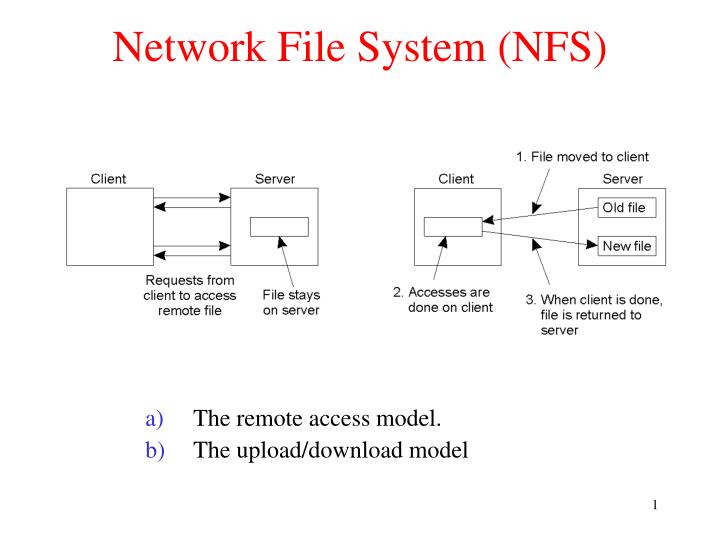 Network File System (NFS)
Client
Server
Requests from
client to access
remote file
File stays
on server
1. File moved to client
Client
Server
Old file
New file
2. Accesses are
done on client
3. When client is done,
file is returned to
server
a) The remote access model.
b) The upload/download model
1